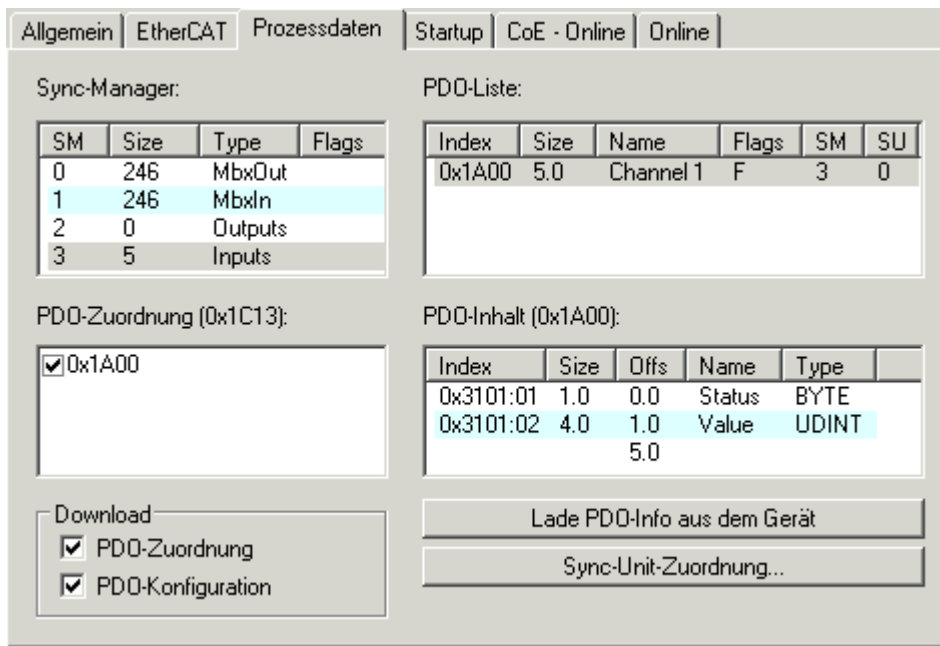 Allgemein EtherCAT Prozessdaten Startup CoE - Online Online
Sync-Manager:
SM Size Type Flags
0 246 MbxOut
1 246 MbxIn
2 0 Outputs
3 5 Inputs
PDO-Liste:
Index Size Name Flags SM SU
0x1A00 5.0 Channel 1 F 3 0
PDO-Zuordnung (0x1C13):
0x1A00
PDO-Inhalt (0x1A00):
Index Size Offs Name Type
0x3101:01 1.0 0.0 Status BYTE
0x3101:02 4.0 1.0 Value UDINT
5.0
Download
PDO-Zuordnung
PDO-Konfiguration
Lade PDO-Info aus dem Gerät
Sync-Unit-Zuordnung...